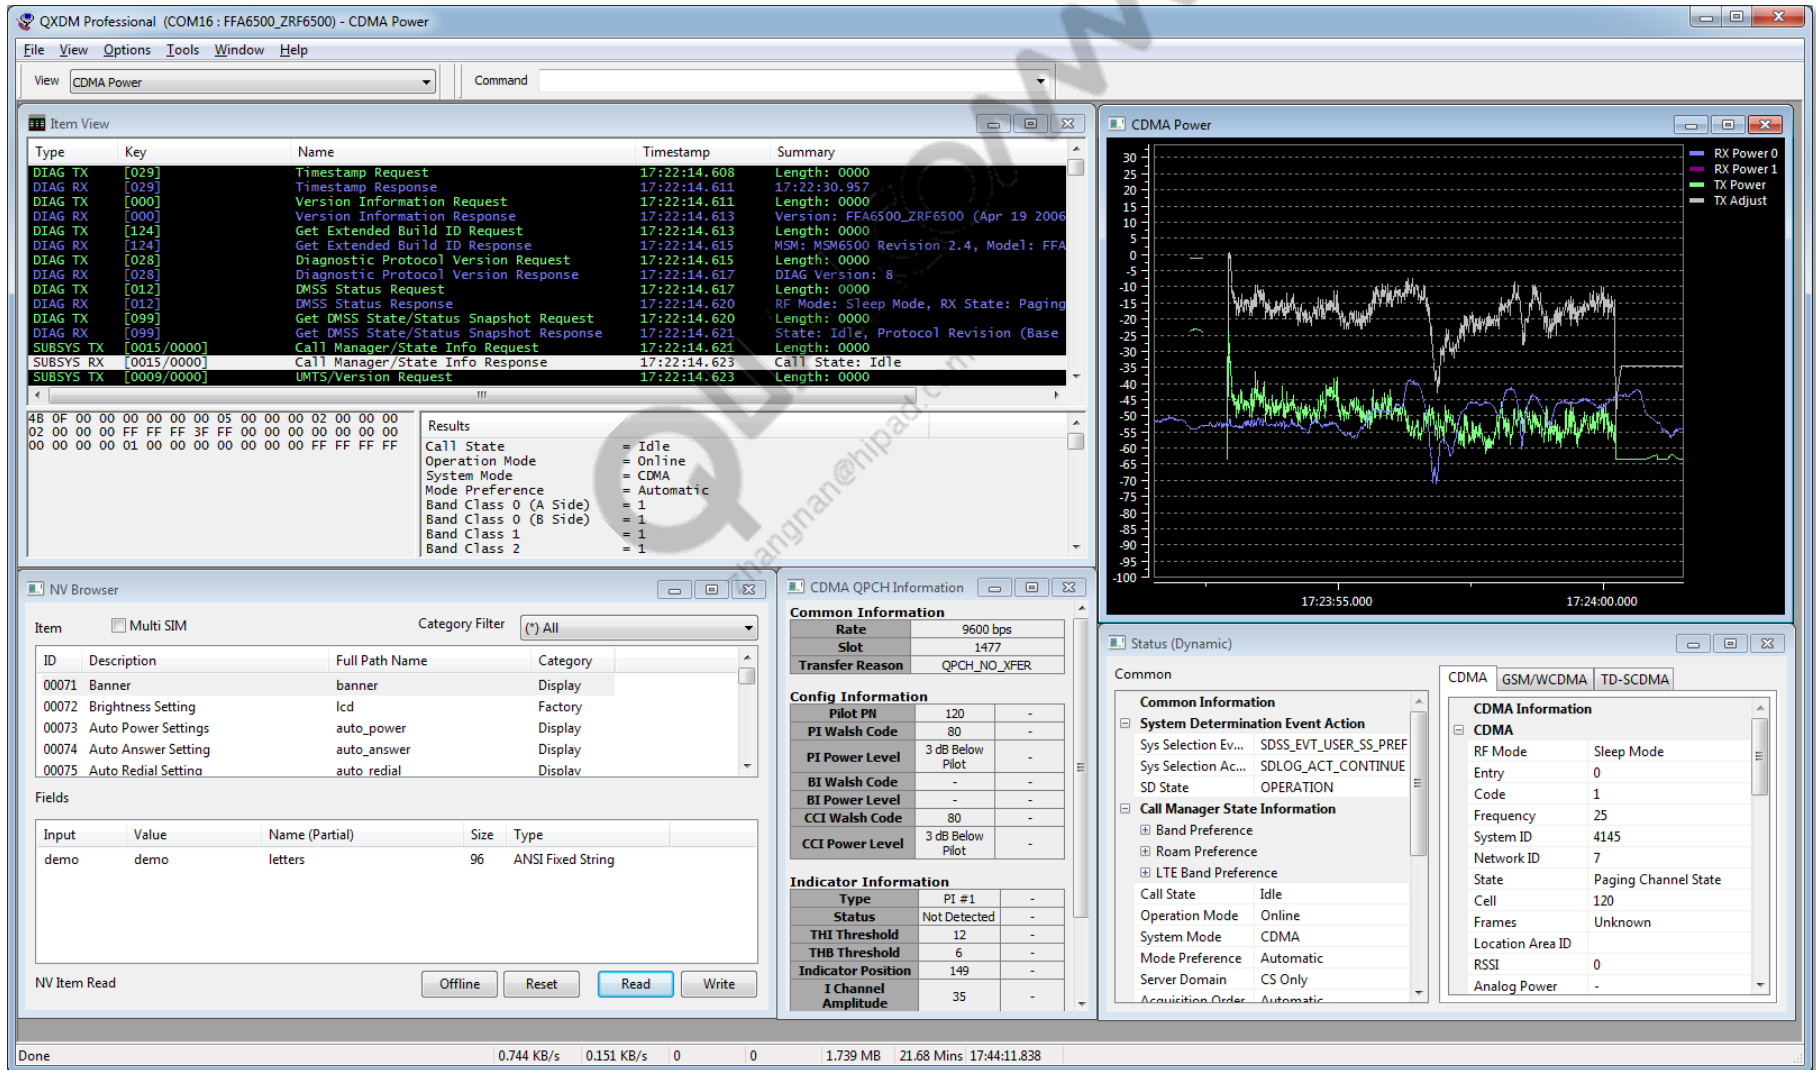 QXDM Professional (COM16 : FFA6500_ZRF6500) - CDMA Power
File View Options Tools Window Help
View CDMA Power Command
Item View
Type Key Name Timestamp Summary
DIAG TX [029] Timestamp Request 17:22:14.608 Length: 0000
DIAG RX [029] Timestamp Response 17:22:14.611 17:22:30.957
DIAG TX [000] Version Information Request 17:22:14.611 Length: 0000
DIAG RX [000] Version Information Response 17:22:14.613 Version: FFA6500_ZRF6500 (Apr 19 2006
DIAG TX [124] Get Extended Build ID Request 17:22:14.613 Length: 0000
DIAG RX [124] Get Extended Build ID Response 17:22:14.615 MSM: MSM6500 Revision 2.4, Model: FFA
DIAG TX [028] Diagnostic Protocol Version Request 17:22:14.615 Length: 0000
DIAG RX [028] Diagnostic Protocol Version Response 17:22:14.617 DIAG Version: 8
DIAG TX [012] DMSS Status Request 17:22:14.617 Length: 0000
DIAG RX [012] DMSS Status Response 17:22:14.620 RF Mode: Sleep Mode, RX State: Paging
DIAG TX [099] Get DMSS State/Status Snapshot Request 17:22:14.620 Length: 0000
DIAG RX [099] Get DMSS State/Status Snapshot Response 17:22:14.621 State: Idle, Protocol Revision (Base
SUBSYS TX [0015/0000] Call Manager/State Info Request 17:22:14.621 Length: 0000
SUBSYS RX [0015/0000] Call Manager/State Info Response 17:22:14.623 Call State: Idle
SUBSYS TX [0009/0000] UMTS/Version Request 17:22:14.623 Length: 0000
4B 0F 00 00 00 00 00 00 05 00 00 00 02 00 00 00
02 00 00 00 FF FF FF 3F FF 00 00 00 00 00 00 00
00 00 00 00 01 00 00 00 00 00 00 00 FF FF FF FF
Results
Call State = Idle
Operation Mode = Online
System Mode = CDMA
Mode Preference = Automatic
Band Class 0 (A Side) = 1
Band Class 0 (B Side) = 1
Band Class 1 = 1
Band Class 2 = 1
CDMA Power
30
25
20
15
10
5
0
-5
-10
-15
-20
-25
-30
-35
-40
-45
-50
-55
-60
-65
-70
-75
-80
-85
-90
-95
-100
RX Power 0
RX Power 1
TX Power
TX Adjust
17:23:55.000 17:24:00.000
NV Browser
Item Multi SIM Category Filter (*) All
ID Description Full Path Name Category
00071 Banner banner Display
00072 Brightness Setting lcd Factory
00073 Auto Power Settings auto_power Display
00074 Auto Answer Setting auto_answer Display
00075 Auto Redial Setting auto redial Display
Fields
Input Value Name (Partial) Size Type
demo demo letters 96 ANSI Fixed String
NV Item Read Offline Reset Read Write
CDMA QPCH Information
Common Information
Rate 9600 bps
Slot 1477
Transfer Reason QPCH_NO_XFER
Config Information
Pilot PN 120 -
PI Walsh Code 80 -
PI Power Level 3 dB Below Pilot -
BI Walsh Code - -
BI Power Level - -
CCI Walsh Code 80 -
CCI Power Level 3 dB Below Pilot -
Indicator Information
Type PI #1 -
Status Not Detected -
THI Threshold 12 -
THB Threshold 6 -
Indicator Position 149 -
I Channel Amplitude 35 -
Status (Dynamic)
Common
Common Information
System Determination Event Action
Sys Selection Ev... SDSS_EVT_USER_SS_PREF
Sys Selection Ac... SDLOG_ACT_CONTINUE
SD State OPERATION
Call Manager State Information
Band Preference
Roam Preference
LTE Band Preference
Call State Idle
Operation Mode Online
System Mode CDMA
Mode Preference Automatic
Server Domain CS Only
Acquisition Order Automatic
CDMA GSM/WCDMA TD-SCDMA
CDMA Information
CDMA
RF Mode Sleep Mode
Entry 0
Code 1
Frequency 25
System ID 4145
Network ID 7
State Paging Channel State
Cell 120
Frames Unknown
Location Area ID
RSSI 0
Analog Power -
Done 0.744 KB/s 0.151 KB/s 0 0 1.739 MB 21.68 Mins 17:44:11.838